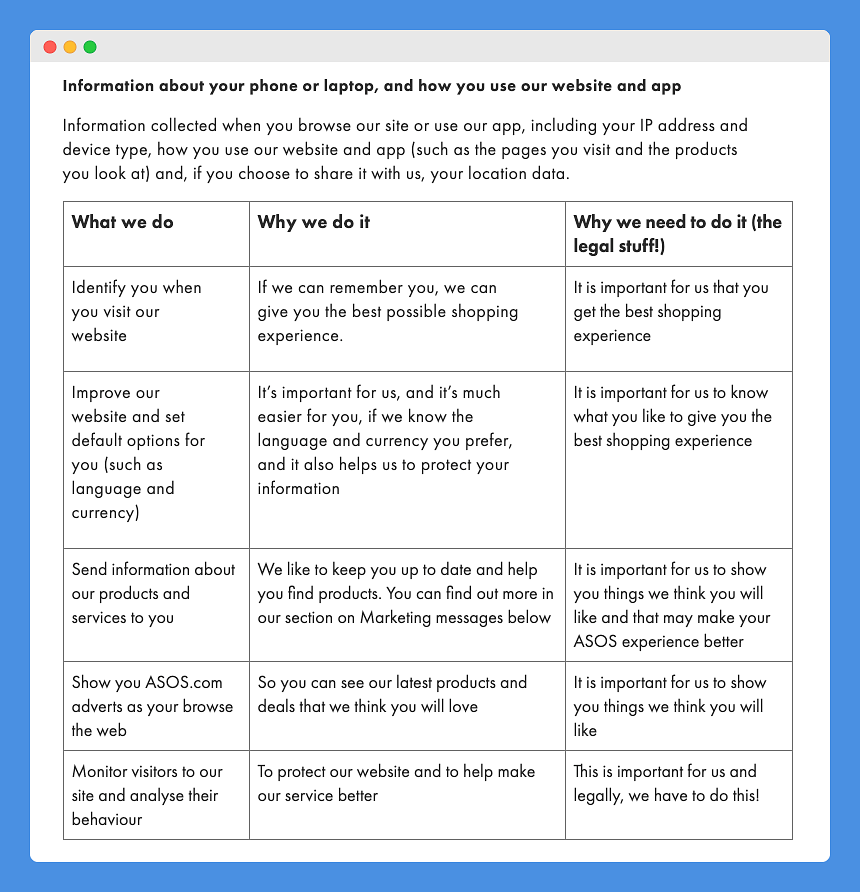 Information about your phone or laptop, and how you use our website and app
Information collected when you browse our site or use our app, including your IP address and
device type, how you use our website and app (such as the pages you visit and the products
you look at) and, if you choose to share it with us, your location data.
What we do
Why we do it
Why we need to do it (the
legal stuff!)
Identify you when
you visit our
website
If we can remember you, we can
give you the best possible shopping
experience.
It is important for us that you
get the best shopping
experience
Improve our
website and set
default options for
you (such as
language and
currency)
It’s important for us, and it’s much
easier for you, if we know the
language and currency you prefer,
and it also helps us to protect your
information
It is important for us to know
what you like to give you the
best shopping experience
Send information about
our products and
services to you
We like to keep you up to date and help
you find products. You can find out more in
our section on Marketing messages below
It is important for us to show
you things we think you will
like and that may make your
ASOS experience better
Show you ASOS.com
adverts as your browse
the web
So you can see our latest products and
deals that we think you will love
It is important for us to show
you things we think you will
like
Monitor visitors to our
site and analyse their
behaviour
To protect our website and to help make
our service better
This is important for us and
legally, we have to do this!